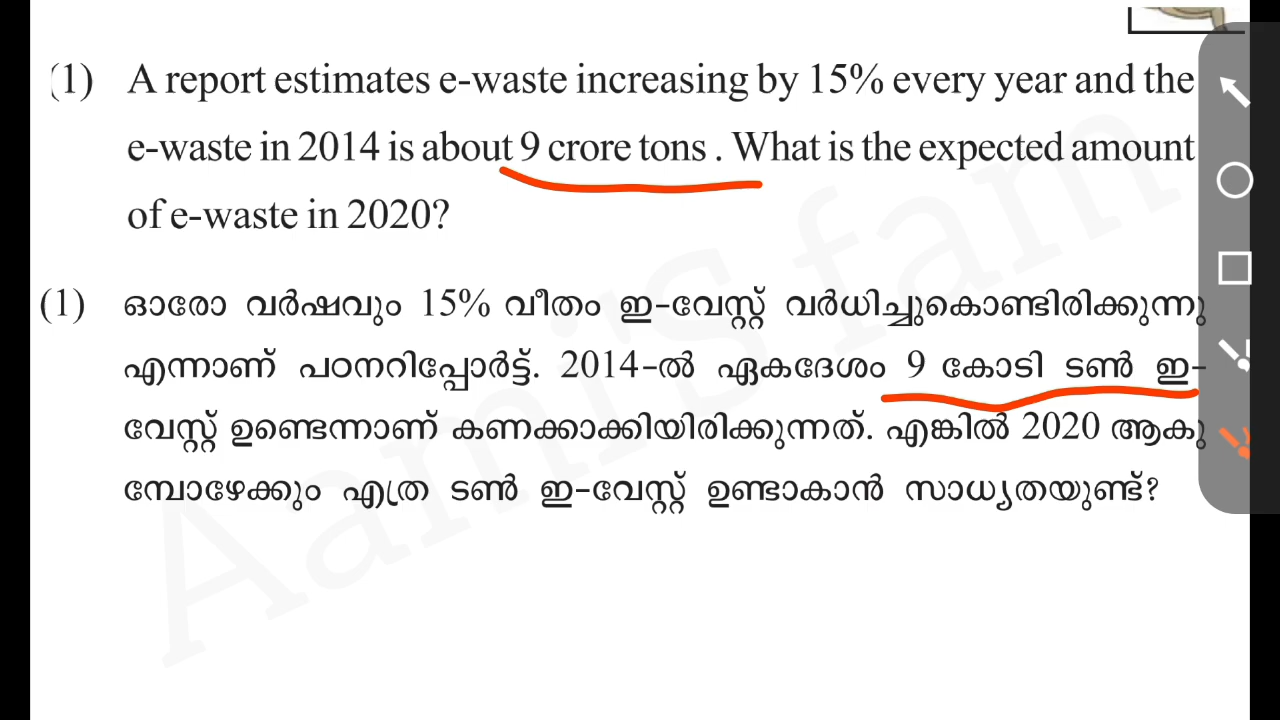 (1) A report estimates e-waste increasing by 15% every year and the
e-waste in 2014 is about 9 crore tons . What is the expected amount
of e-waste in 2020?
(1) ഓരോ വർഷവും 15% വീതം ഇ-വേസ്റ്റ് വർധിച്ചുകൊണ്ടിരിക്കുന്നു
എന്നാണ് പഠനറിപ്പോർട്ട്. 2014-ൽ ഏകദേശം 9 കോടി ടൺ ഇ-
വേസ്റ്റ് ഉണ്ടെന്നാണ് കണക്കാക്കിയിരിക്കുന്നത്. എങ്കിൽ 2020 ആകു
മ്പോഴേക്കും എത്ര ടൺ ഇ-വേസ്റ്റ് ഉണ്ടാകാൻ സാധ്യതയുണ്ട്?
AamiS fam